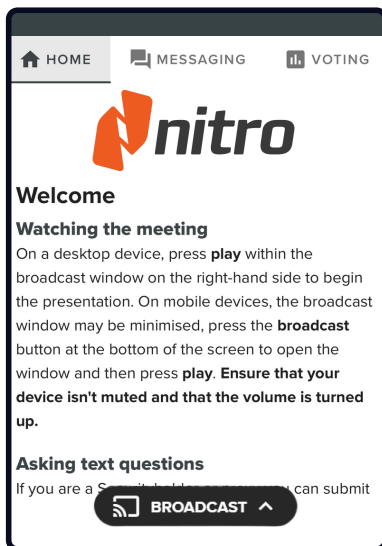 HOME MESSAGING VOTING
nitro
Welcome
Watching the meeting
On a desktop device, press play within the
broadcast window on the right-hand side to begin
the presentation. On mobile devices, the broadcast
window may be minimised, press the broadcast
button at the bottom of the screen to open the
window and then press play. Ensure that your
device isn't muted and that the volume is turned
up.
Asking text questions
If you are a can submit
BROADCAST